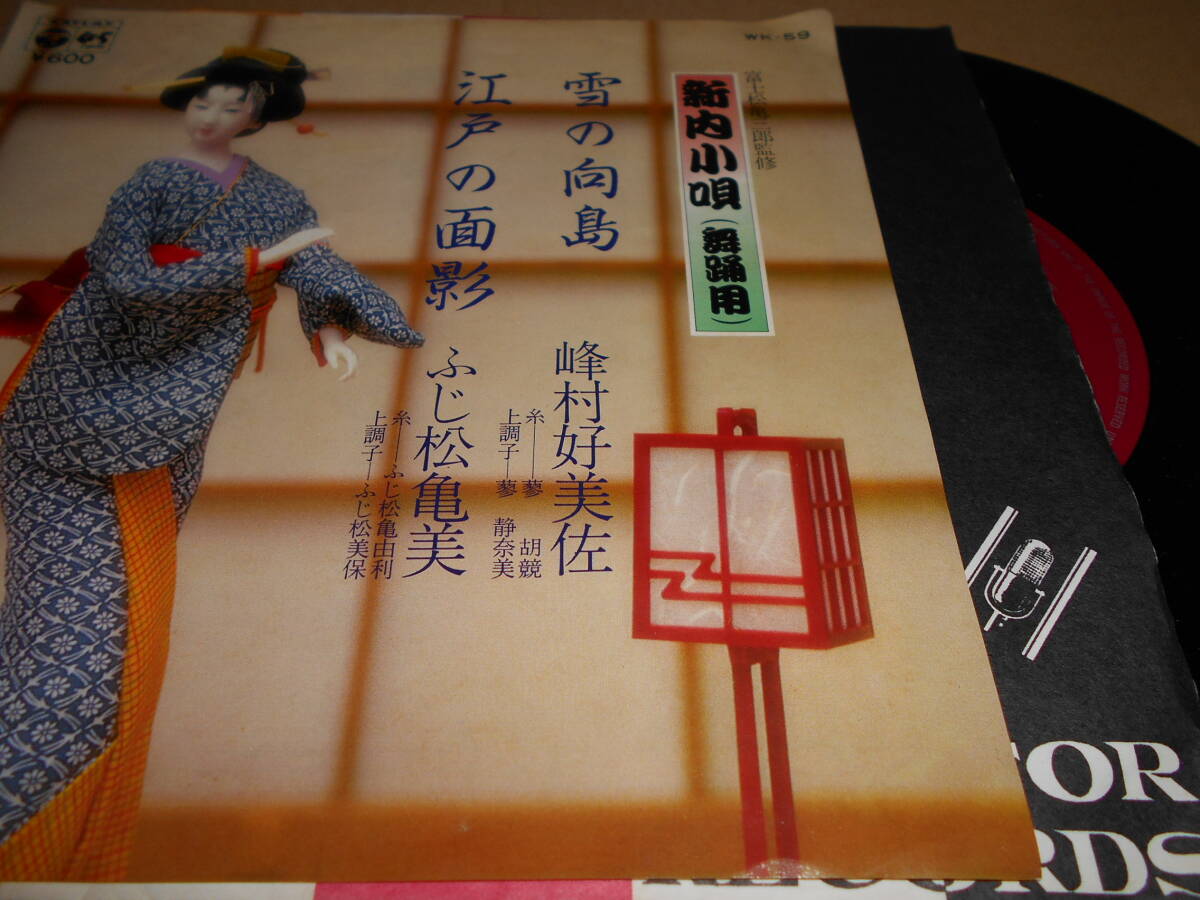 WK-59
¥600
富士松亀三郎監修
新内小唄(舞踊用)
雪の向島
峰村好美佐
糸――蓼 胡競
上調子―蓼 静奈美
江戸の面影
ふじ松亀美
糸――ふじ松亀由利
上調子―ふじ松美保
TOR
RECORDS